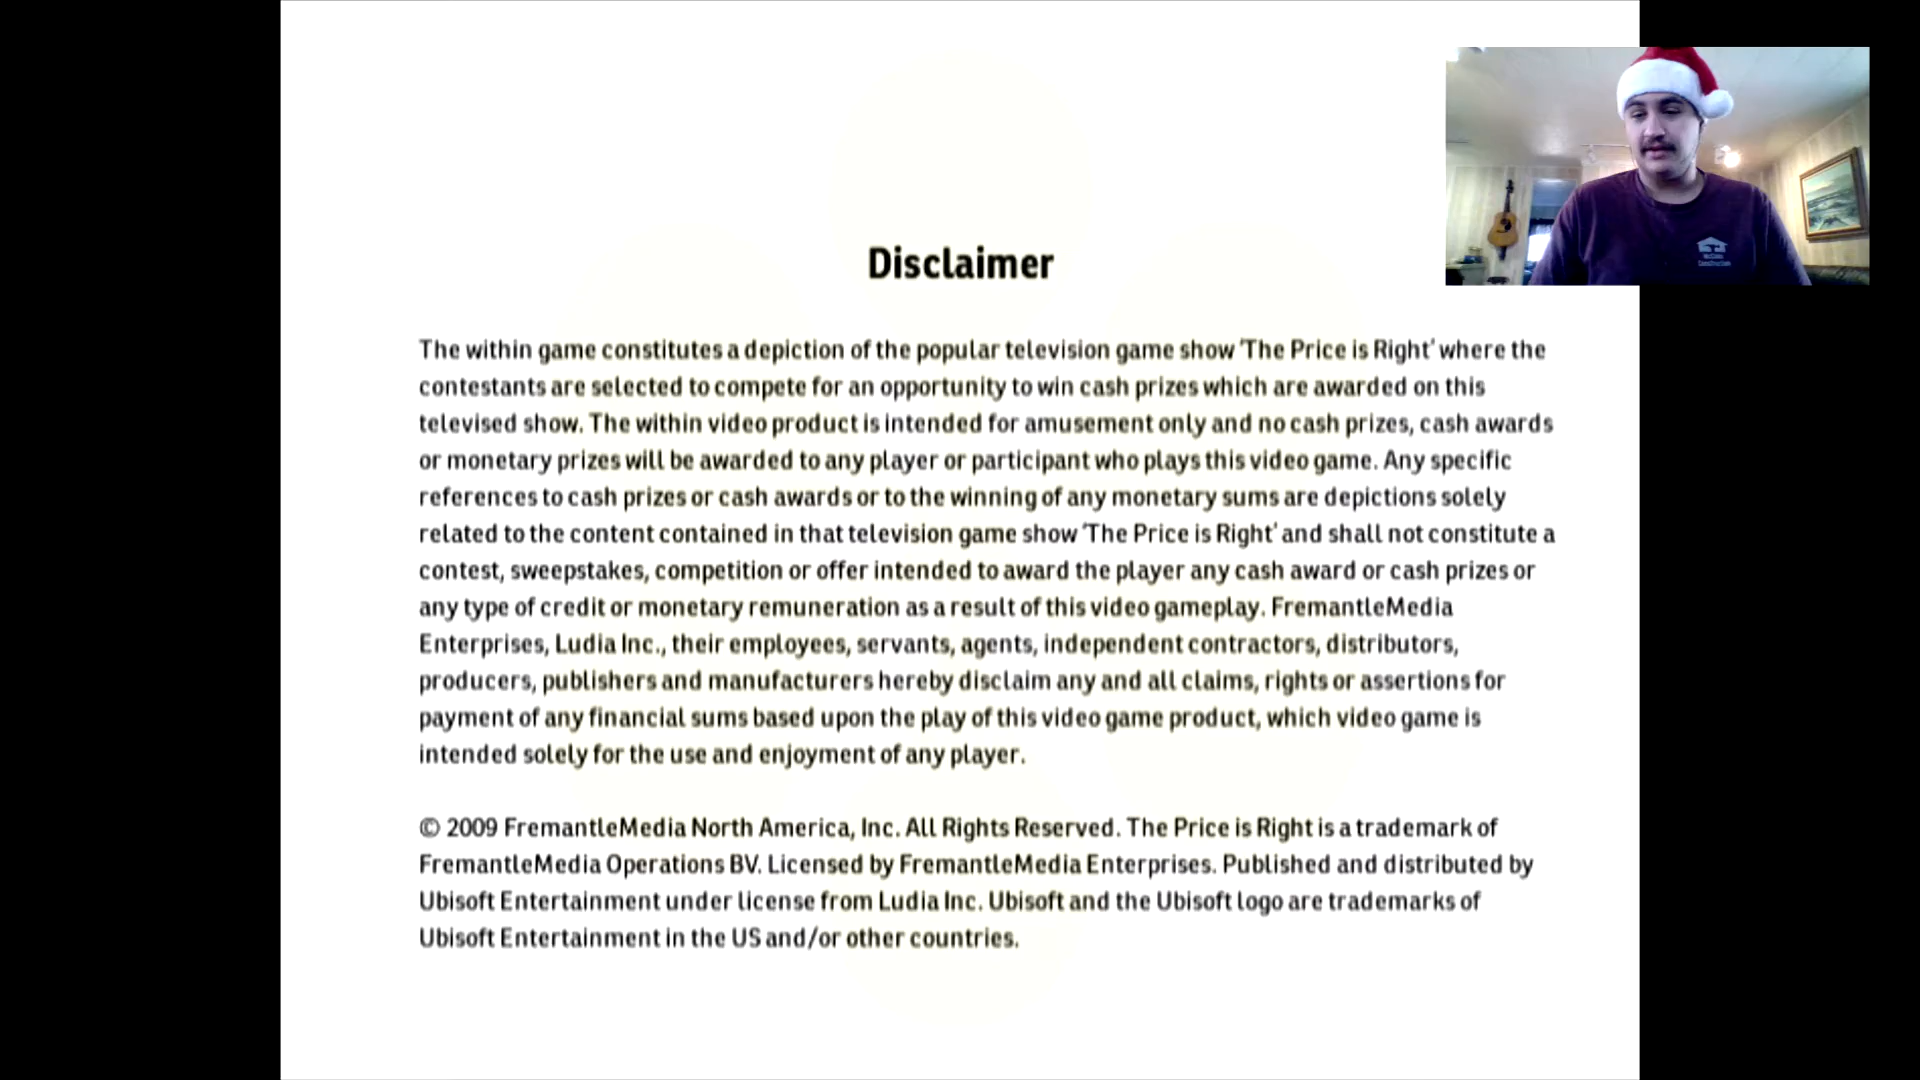 Disclaimer
The within game constitutes a depiction of the popular television game show 'The Price is Right' where the
contestants are selected to compete for an opportunity to win cash prizes which are awarded on this
televised show. The within video product is intended for amusement only and no cash prizes, cash awards
or monetary prizes will be awarded to any player or participant who plays this video game. Any specific
references to cash prizes or cash awards or to the winning of any monetary sums are depictions solely
related to the content contained in that television game show 'The Price is Right' and shall not constitute a
contest, sweepstakes, competition or offer intended to award the player any cash award or cash prizes or
any type of credit or monetary remuneration as a result of this video gameplay. FremantleMedia
Enterprises, Ludia Inc., their employees, servants, agents, independent contractors, distributors,
producers, publishers and manufacturers hereby disclaim any and all claims, rights or assertions for
payment of any financial sums based upon the play of this video game product, which video game is
intended solely for the use and enjoyment of any player.
© 2009 FremantleMedia North America, Inc. All Rights Reserved. The Price is Right is a trademark of
FremantleMedia Operations BV. Licensed by FremantleMedia Enterprises. Published and distributed by
Ubisoft Entertainment under license from Ludia Inc. Ubisoft and the Ubisoft logo are trademarks of
Ubisoft Entertainment in the US and/or other countries.